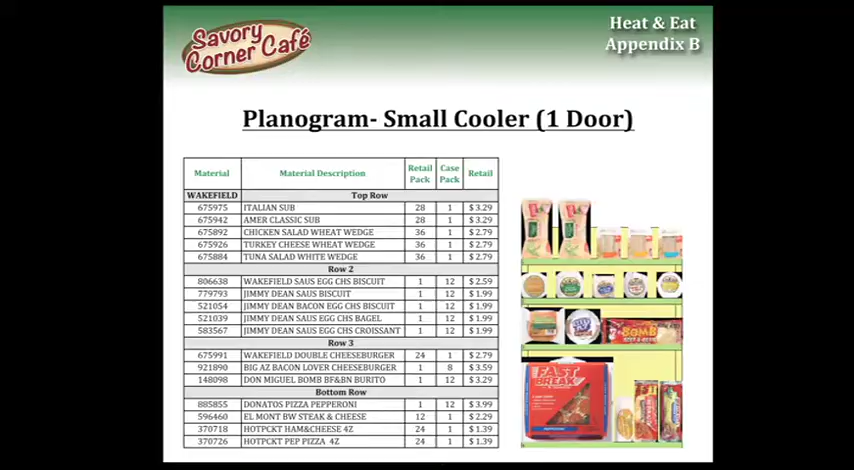 Savory
Corner Café
Heat & Eat
Appendix B
Planogram- Small Cooler (1 Door)
Material Material Description Retail Pack Case Pack Retail
WAKEFIELD Top Row
675975 ITALIAN SUB 28 1 $ 3.29
675942 AMER CLASSIC SUB 28 1 $ 3.29
675892 CHICKEN SALAD WHEAT WEDGE 36 1 $ 2.79
675926 TURKEY CHEESE WHEAT WEDGE 36 1 $ 2.79
675884 TUNA SALAD WHITE WEDGE 36 1 $ 2.79
Row 2
806638 WAKEFIELD SAUS EGG CHS BISCUIT 1 12 $ 2.59
779793 JIMMY DEAN SAUS BISCUIT 1 12 $ 1.99
521054 JIMMY DEAN BACON EGG CHS BISCUIT 1 12 $ 1.99
521039 JIMMY DEAN SAUS EGG CHS BAGEL 1 12 $ 1.99
583567 JIMMY DEAN SAUS EGG CHS CROISSANT 1 12 $ 1.99
Row 3
675991 WAKEFIELD DOUBLE CHEESEBURGER 24 1 $ 2.79
921890 BIG AZ BACON LOVER CHEESEBURGER 1 8 $ 3.59
148098 DON MIGUEL BOMB BF&BN BURITO 1 12 $ 3.29
Bottom Row
885855 DONATOS PIZZA PEPPERONI 1 12 $ 3.99
596460 EL MONT BW STEAK & CHEESE 12 1 $ 2.29
370718 HOTPCKT HAM&CHEESE 4Z 24 1 $ 1.39
370726 HOTPCKT PEP PIZZA 4Z 24 1 $ 1.39
BOMB
FAST
BREAK